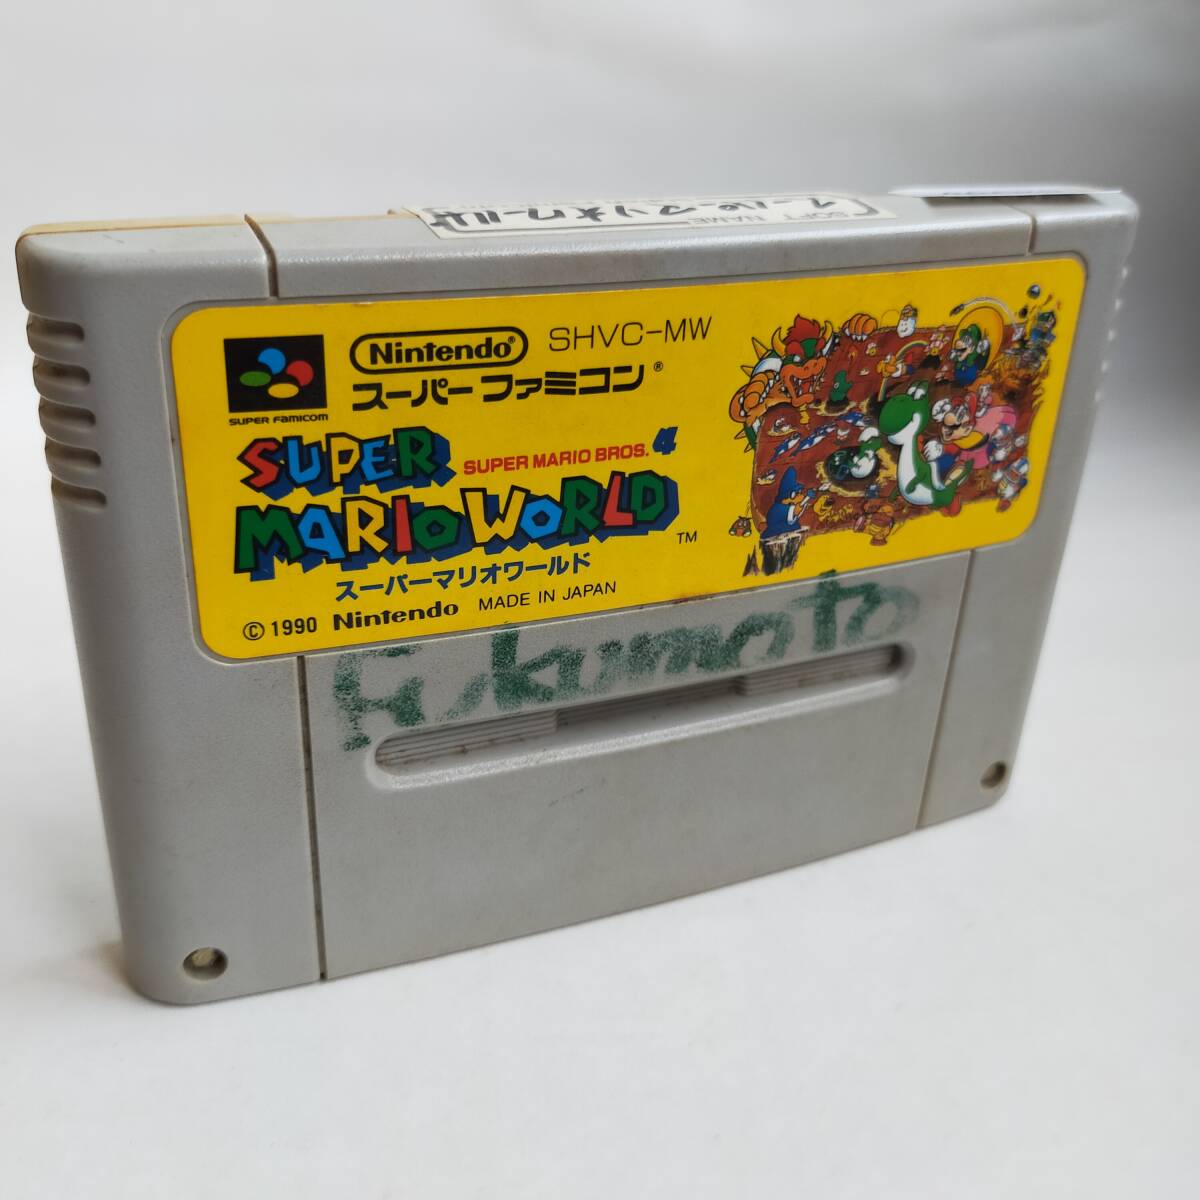 SOFT NAME
スーパーマリオワールド
Nintendo SHVC-MW
スーパーファミコン®
SUPER FAMICOM
SUPER MARIO BROS. 4
SUPER
MARIO WORLD ™
スーパーマリオワールド
© 1990 Nintendo MADE IN JAPAN
Fukumoto